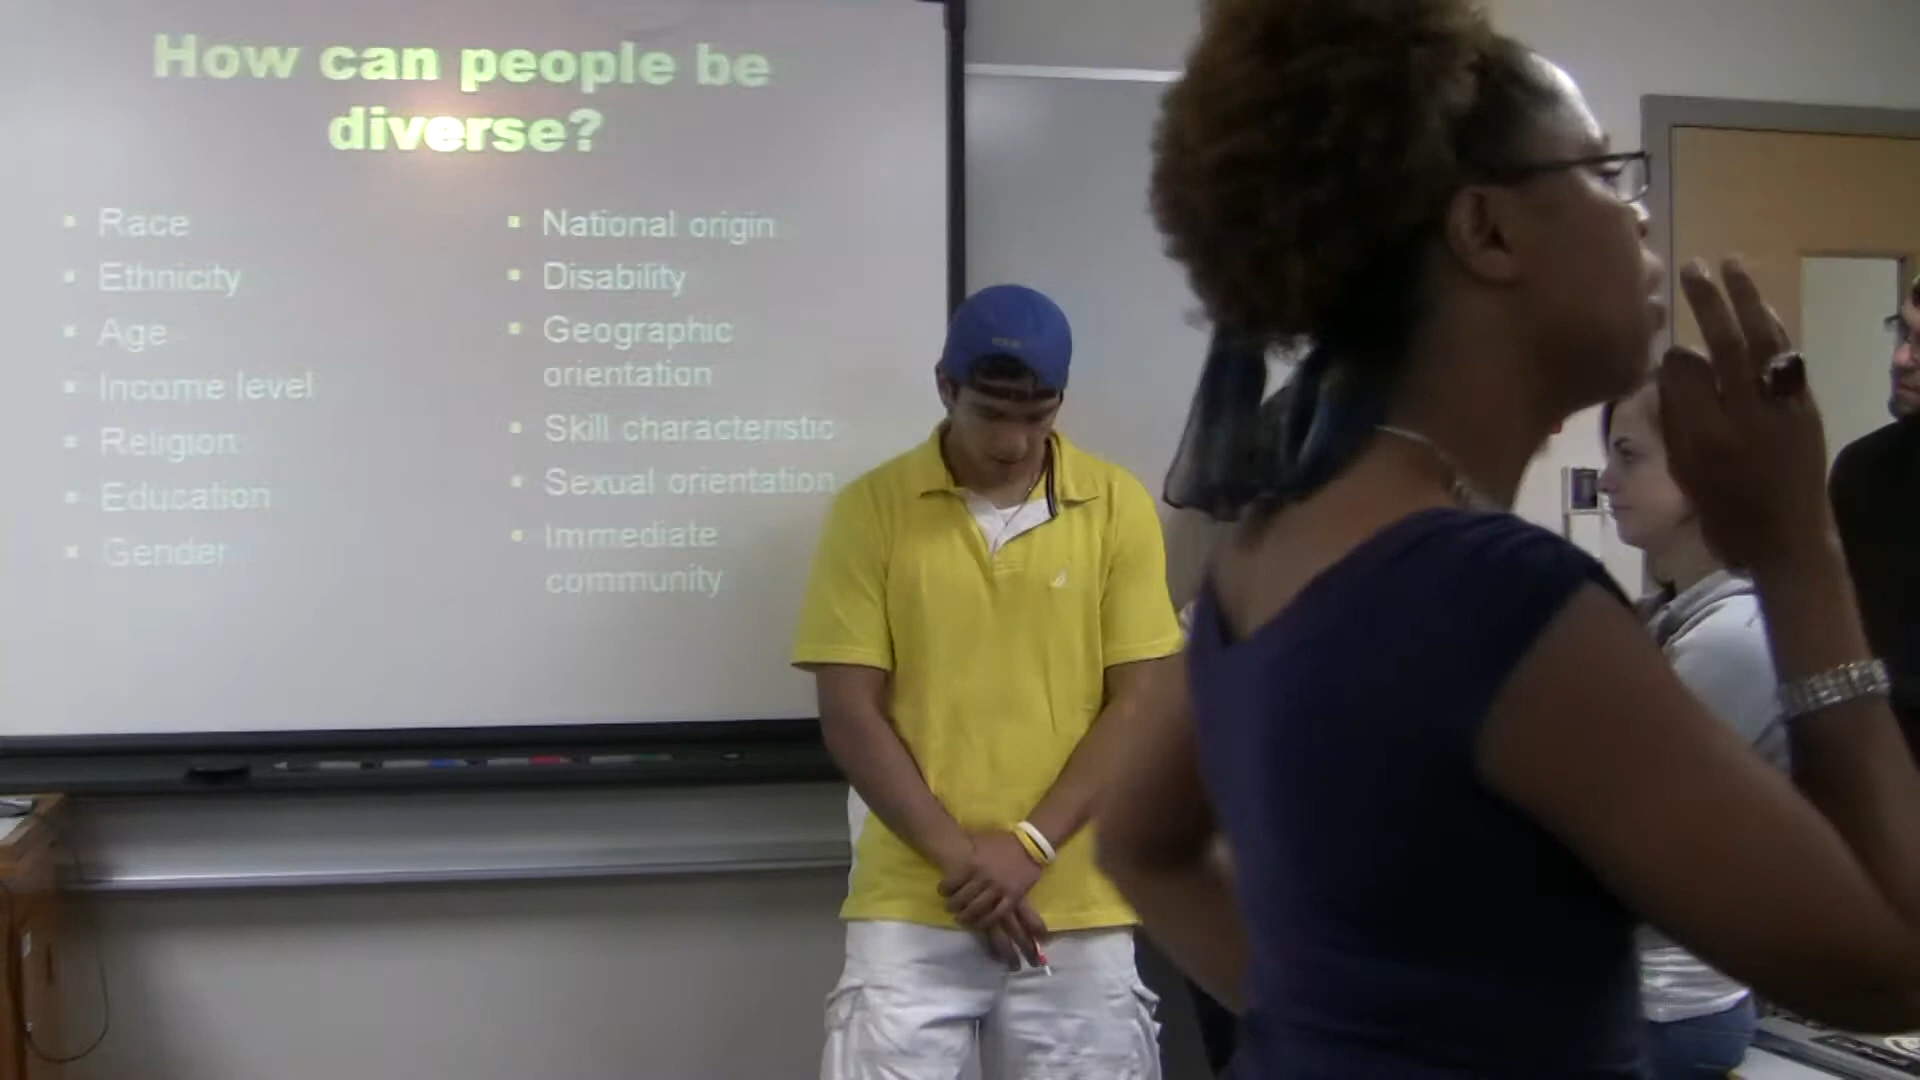 How can people be
diverse?
▪ Race
▪ Ethnicity
▪ Age
▪ Income level
▪ Religion
▪ Education
▪ Gender
▪ National origin
▪ Disability
▪ Geographic
orientation
▪ Skill characteristic
▪ Sexual orientation
▪ Immediate
community